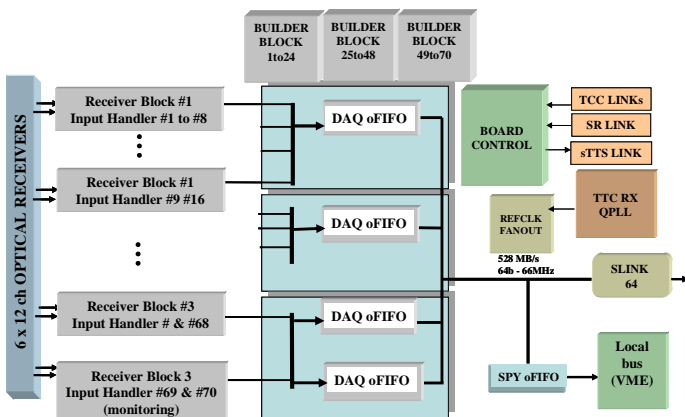 BUILDER
BLOCK
1to24
BUILDER
BLOCK
25to48
BUILDER
BLOCK
49to70
6 x 12 ch OPTICAL RECEIVERS
Receiver Block #1
Input Handler #1 to #8
Receiver Block #1
Input Handler #9 #16
Receiver Block #3
Input Handler # & #68
Receiver Block 3
Input Handler #69 & #70
(monitoring)
DAQ oFIFO
DAQ oFIFO
DAQ oFIFO
DAQ oFIFO
BOARD
CONTROL
TCC LINKs
SR LINK
sTTS LINK
TTC RX
QPLL
REFCLK
FANOUT
528 MB/s
64b - 66MHz
SLINK
64
SPY oFIFO
Local
bus
(VME)